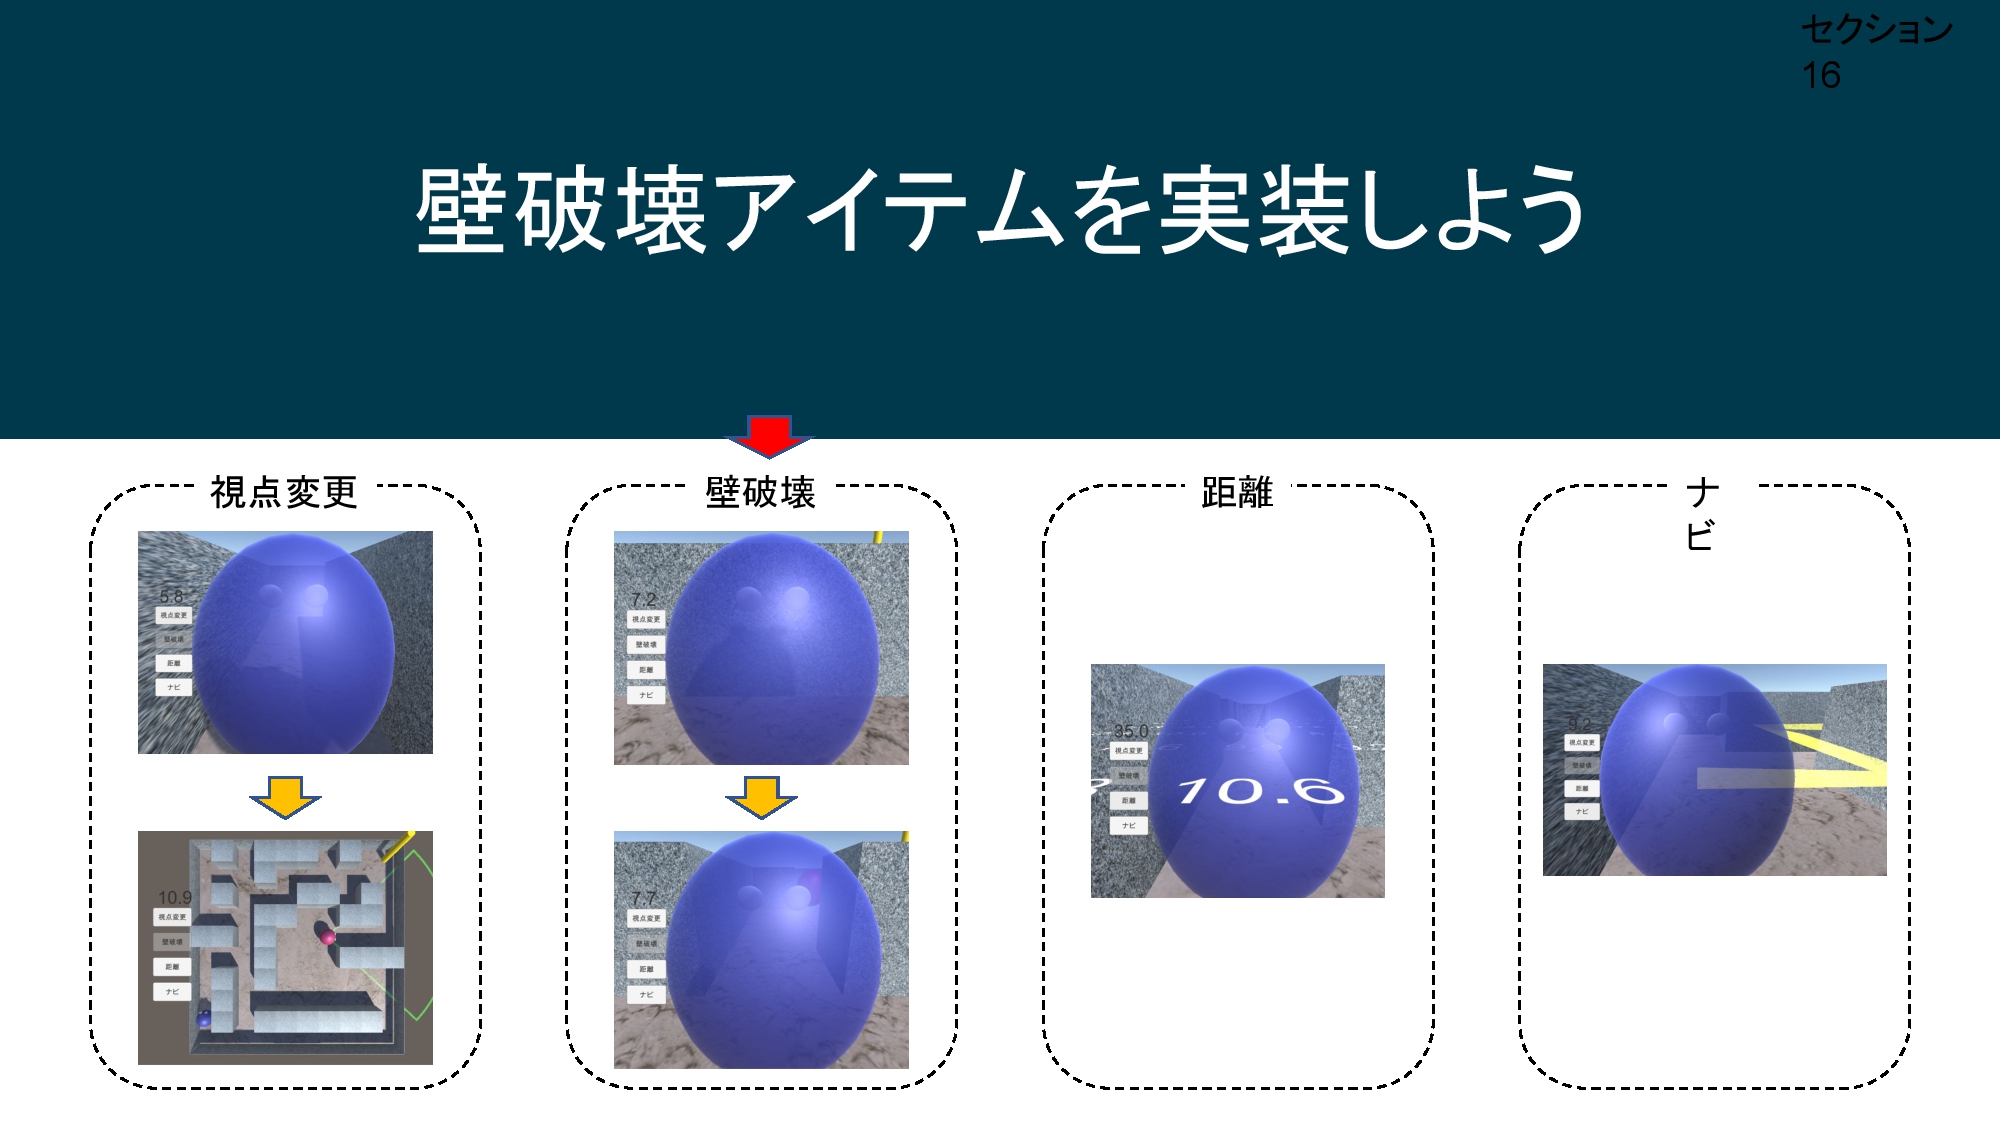 セクション
16
壁破壊アイテムを実装しよう
視点変更
壁破壊
距離
ナ
ビ
5.8
視点変更
壁破壊
距離
ナビ
10.9
視点変更
壁破壊
距離
ナビ
7.2
視点変更
壁破壊
距離
ナビ
7.7
視点変更
壁破壊
距離
ナビ
35.0
視点変更
壁破壊
距離
ナビ
10.6
9.2
視点変更
壁破壊
距離
ナビ